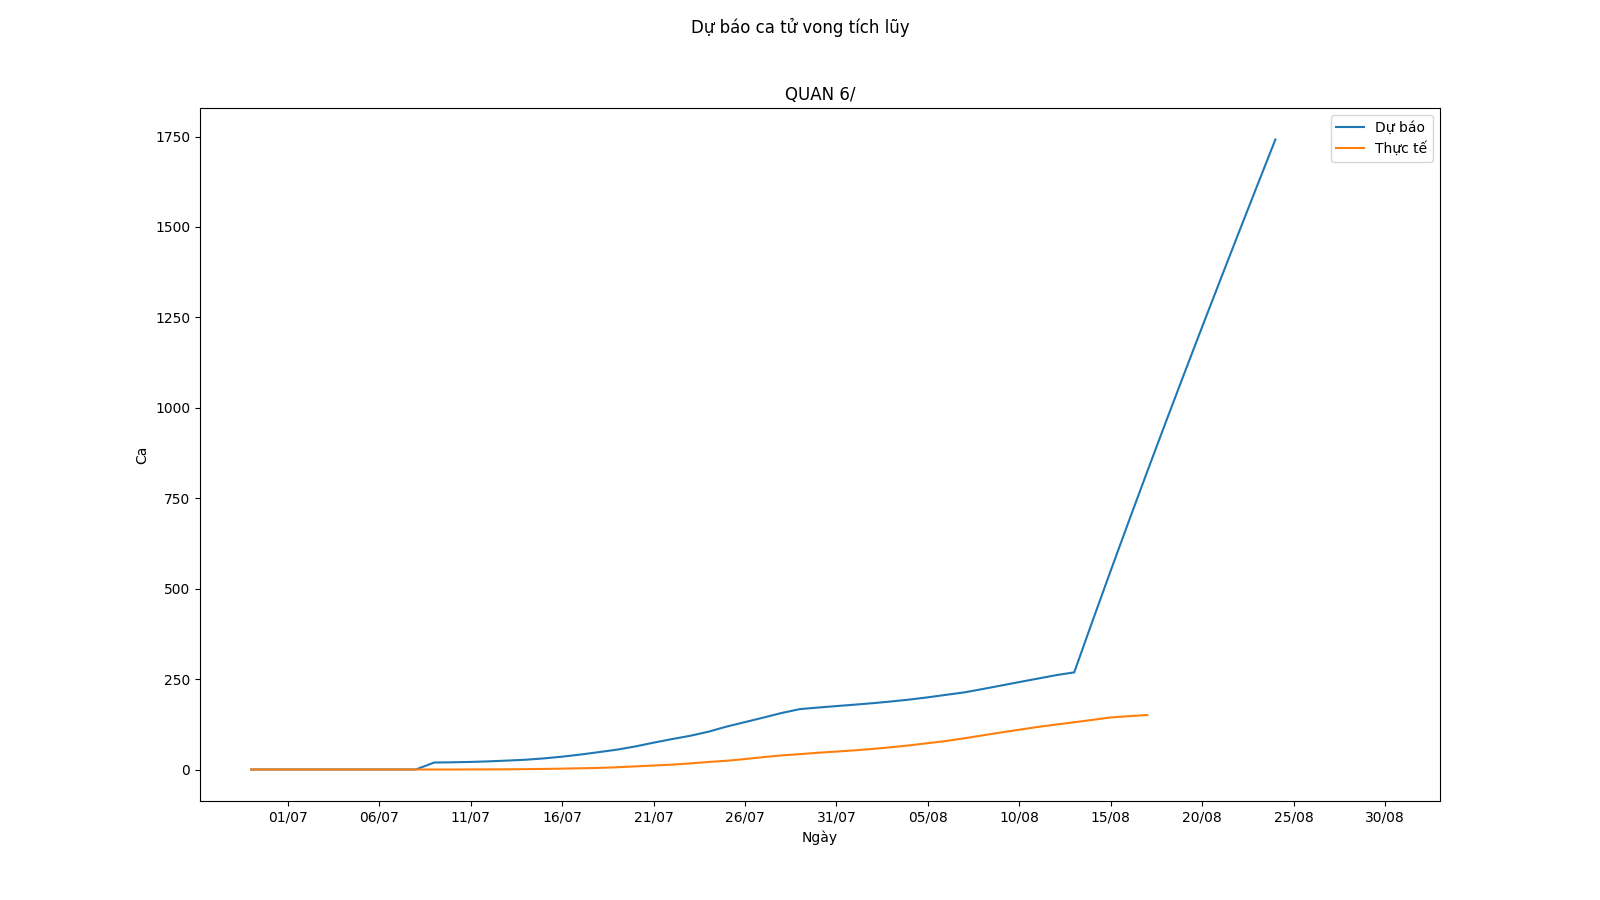 Dự báo ca tử vong tích lũy
QUAN 6/
Dự báo
Thực tế
1750
1500
1250
1000
750
500
250
0
Ca
01/07 06/07 11/07 16/07 21/07 26/07 31/07 05/08 10/08 15/08 20/08 25/08 30/08
Ngày